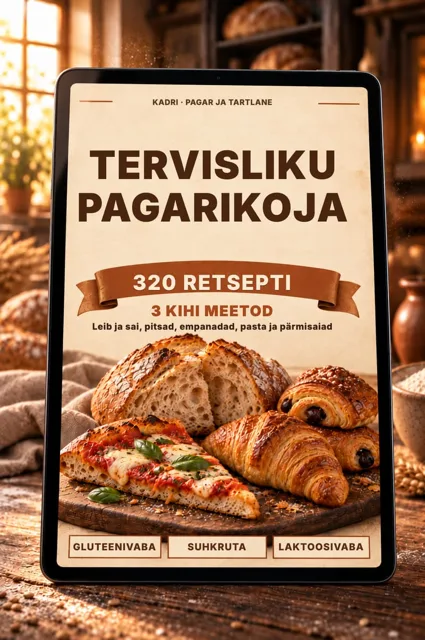 KADRI · PAGAR JA TARTLANE
TERVISLIKU
PAGARIKOJA
320 RETSEPTI
3 KIHI MEETOD
Leib ja sai, pitsad, empanadad, pasta ja pärmisaiad
GLUTEENIVABA
SUHKRUTA
LAKTOOSIVABA